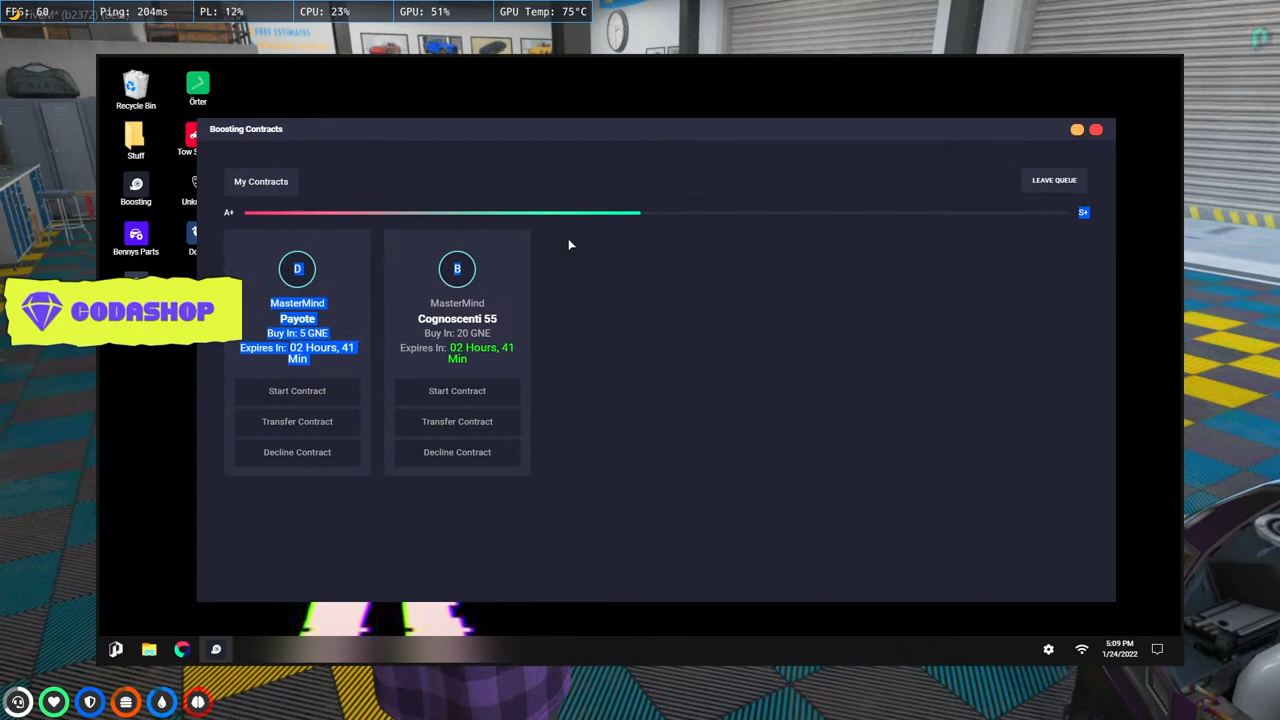 FPS: 60
Ping: 204ms
PL: 12%
CPU: 23%
GPU: 51%
GPU Temp: 75°C
FREE ESTIMATES
Recycle Bin
Örter
Stuff
Tow S
Boosting
Unk
Bennys Parts
Do
CODASHOP
Boosting Contracts
My Contracts
LEAVE QUEUE
A+
S+
D
MasterMind
Payote
Buy In: 5 GNE
Expires In: 02 Hours, 41
Min
Start Contract
Transfer Contract
Decline Contract
B
MasterMind
Cognoscenti 55
Buy In: 20 GNE
Expires In: 02 Hours, 41
Min
Start Contract
Transfer Contract
Decline Contract
5:09 PM
1/24/2022